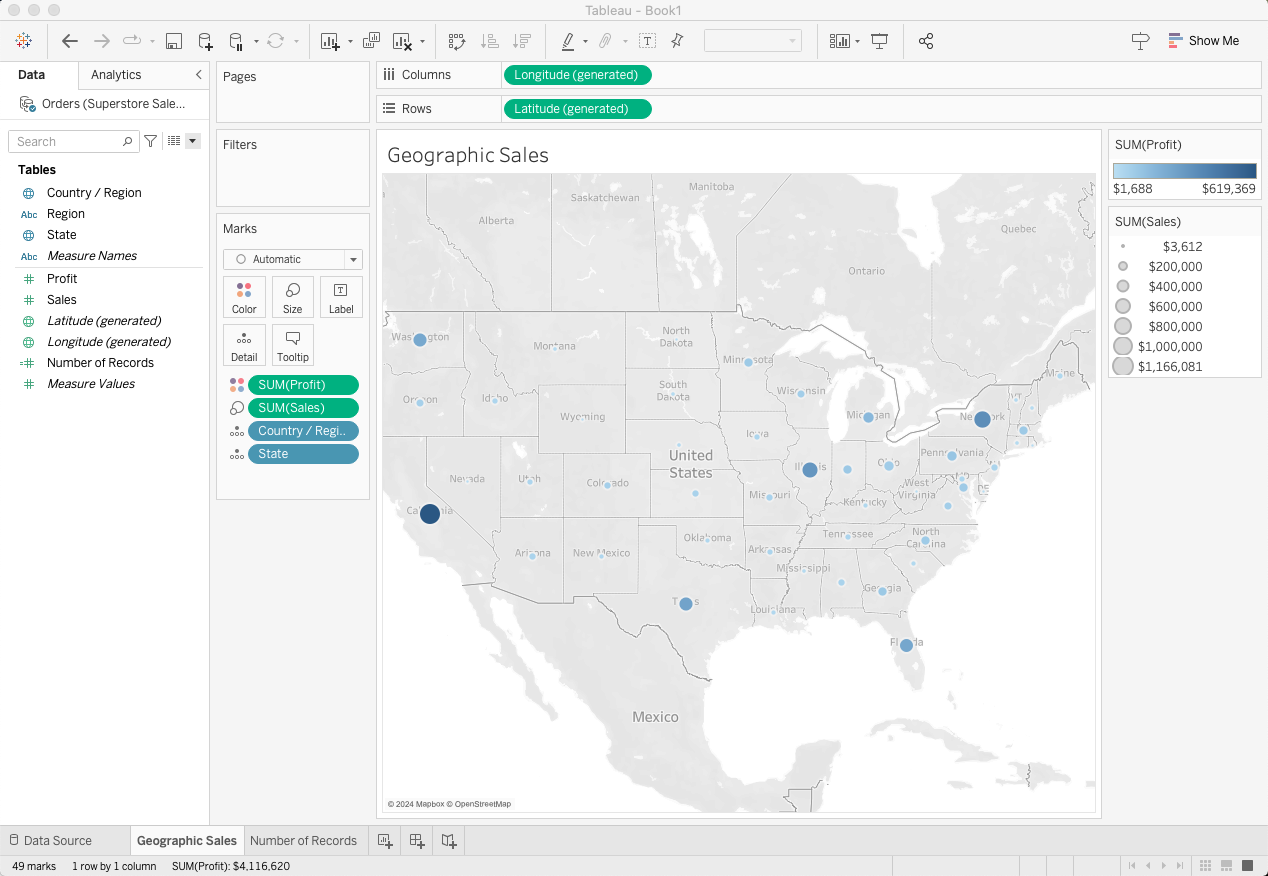 Tableau - Book1
Show Me
Data
Analytics
Orders (Superstore Sale...
Search
Tables
Country / Region
Abc Region
State
Abc Measure Names
Profit
Sales
Latitude (generated)
Longitude (generated)
Number of Records
Measure Values
Pages
Filters
Marks
Automatic
Color
Size
Label
Detail
Tooltip
SUM(Profit)
SUM(Sales)
Country / Regi..
State
Columns
Longitude (generated)
Rows
Latitude (generated)
Geographic Sales
Manitoba
Saskatchewan
Alberta
Quebec
Ontario
Washington
North
Dakota
Montana
Minnesota
Maine
South
Dakota
Wisconsin
Oregon
Idaho
Wyoming
Michigan
New York
Iowa
United
States
Pennsylvania
Nevada
Utah
Colorado
Illinois
Ohio
MD
West
Virginia
DE
Missouri
Kentucky
California
Oklahoma
Tennessee
North
Carolina
Arizona
New Mexico
Arkansas
Mississippi
Georgia
Texas
Louisiana
Florida
Mexico
© 2024 Mapbox © OpenStreetMap
SUM(Profit)
$1,688 $619,369
SUM(Sales)
$3,612
$200,000
$400,000
$600,000
$800,000
$1,000,000
$1,166,081
Data Source
Geographic Sales
Number of Records
49 marks 1 row by 1 column SUM(Profit): $4,116,620